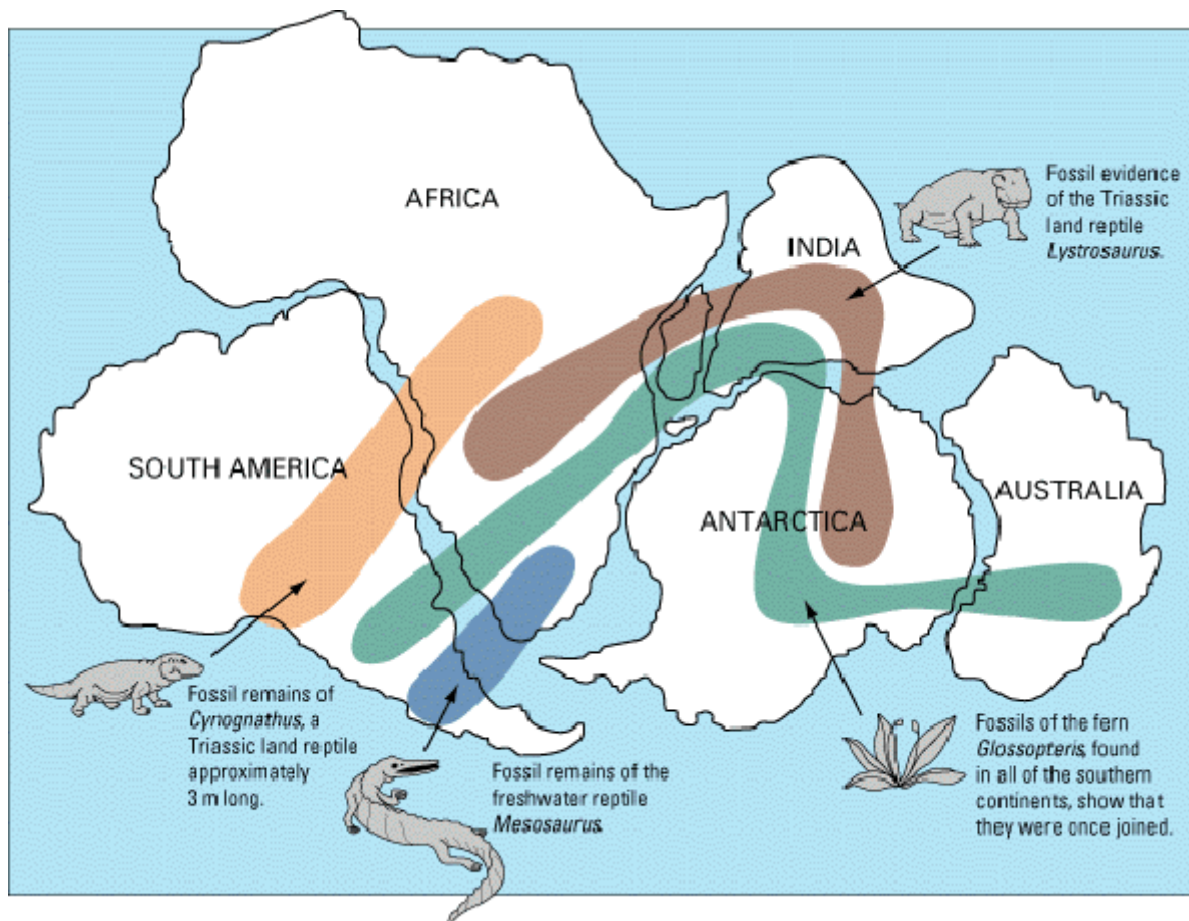 AFRICA
INDIA
Fossil evidence
of the Triassic
land reptile
Lystrosaurus.
SOUTH AMERICA
ANTARCTICA
AUSTRALIA
Fossil remains of
Cynognathus, a
Triassic land reptile
approximately
3 m long.
Fossil remains of the
freshwater reptile
Mesosaurus.
Fossils of the fern
Glossopteris, found
in all of the southern
continents, show that
they were once joined.